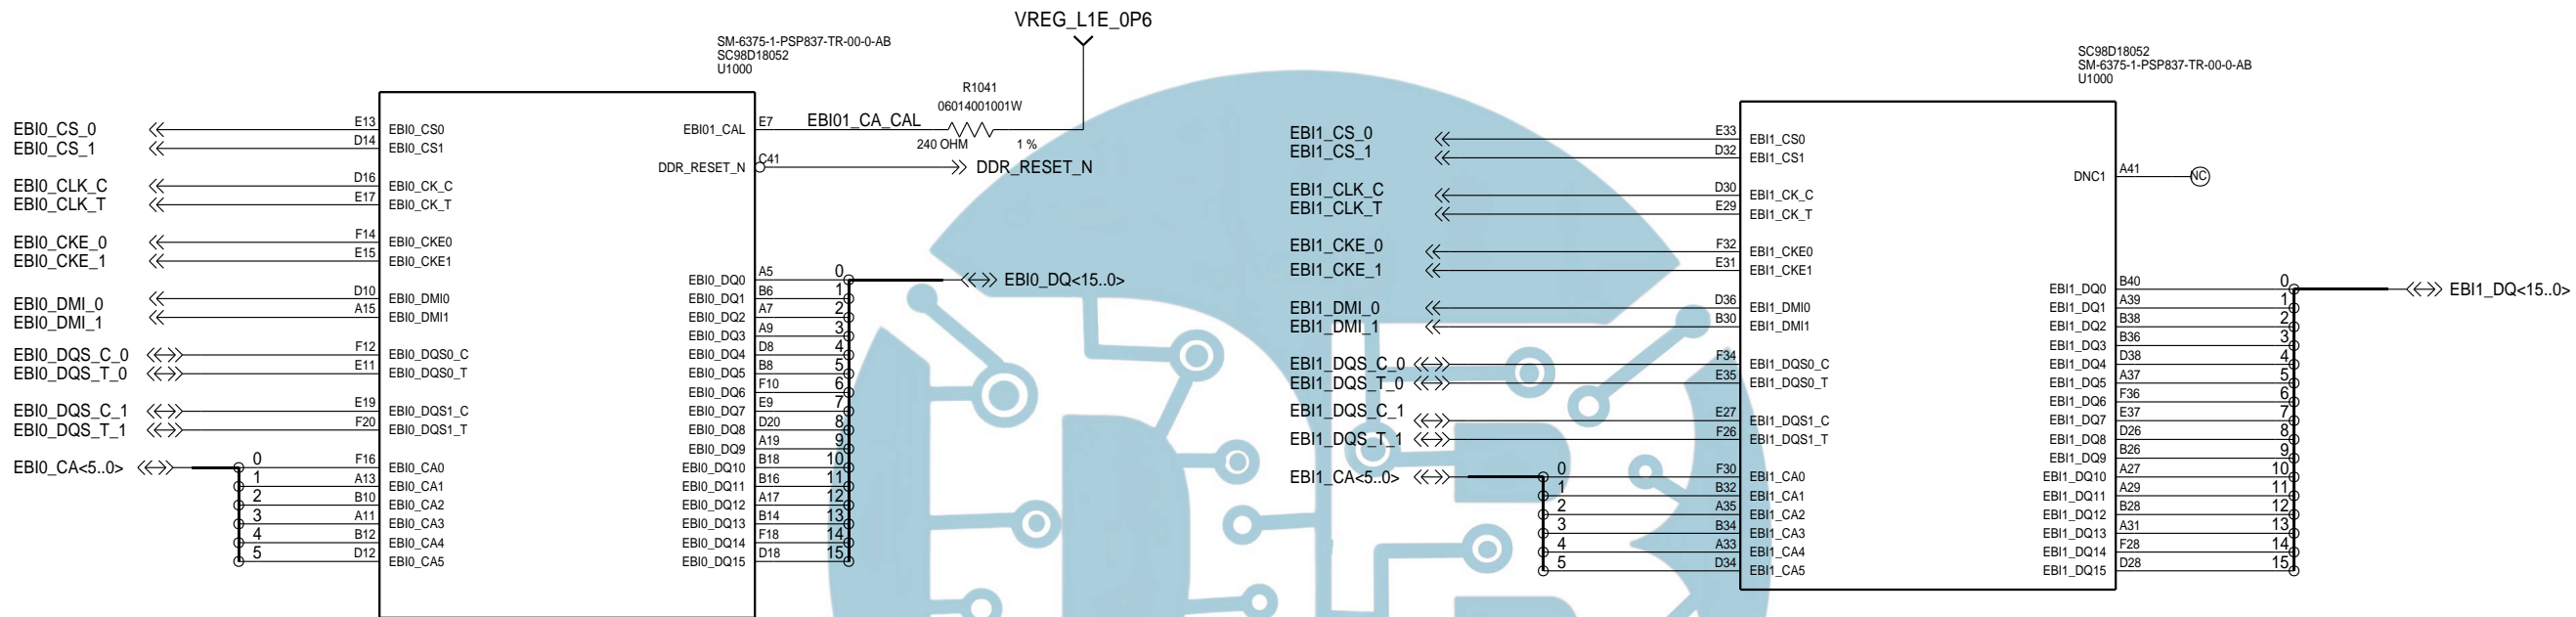 VREG_L1E_0P6
SM-6375-1-PSP837-TR-00-0-AB
SC98D18052
U1000
R1041
06014001001W
240 OHM
1 %
EBI01_CA_CAL
DDR_RESET_N
EBI0_CS_0
EBI0_CS_1
EBI0_CLK_C
EBI0_CLK_T
EBI0_CKE_0
EBI0_CKE_1
EBI0_DMI_0
EBI0_DMI_1
EBI0_DQS_C_0
EBI0_DQS_T_0
EBI0_DQS_C_1
EBI0_DQS_T_1
EBI0_CA<5..0>
0
1
2
3
4
5
E13 EBI0_CS0
D14 EBI0_CS1
D16 EBI0_CK_C
E17 EBI0_CK_T
F14 EBI0_CKE0
E15 EBI0_CKE1
D10 EBI0_DMI0
A15 EBI0_DMI1
F12 EBI0_DQS0_C
E11 EBI0_DQS0_T
E19 EBI0_DQS1_C
F20 EBI0_DQS1_T
F16 EBI0_CA0
A13 EBI0_CA1
B10 EBI0_CA2
A11 EBI0_CA3
B12 EBI0_CA4
D12 EBI0_CA5
EBI01_CAL E7
DDR_RESET_N C41
EBI0_DQ0 A5 0
EBI0_DQ1 B6 1
EBI0_DQ2 A7 2
EBI0_DQ3 A9 3
EBI0_DQ4 D8 4
EBI0_DQ5 B8 5
EBI0_DQ6 F10 6
EBI0_DQ7 E9 7
EBI0_DQ8 D20 8
EBI0_DQ9 A19 9
EBI0_DQ10 B18 10
EBI0_DQ11 B16 11
EBI0_DQ12 A17 12
EBI0_DQ13 B14 13
EBI0_DQ14 F18 14
EBI0_DQ15 D18 15
EBI0_DQ<15..0>
SC98D18052
SM-6375-1-PSP837-TR-00-0-AB
U1000
EBI1_CS_0
EBI1_CS_1
EBI1_CLK_C
EBI1_CLK_T
EBI1_CKE_0
EBI1_CKE_1
EBI1_DMI_0
EBI1_DMI_1
EBI1_DQS_C_0
EBI1_DQS_T_0
EBI1_DQS_C_1
EBI1_DQS_T_1
EBI1_CA<5..0>
0
1
2
3
4
5
E33 EBI1_CS0
D32 EBI1_CS1
D30 EBI1_CK_C
E29 EBI1_CK_T
F32 EBI1_CKE0
E31 EBI1_CKE1
D36 EBI1_DMI0
B30 EBI1_DMI1
F34 EBI1_DQS0_C
E35 EBI1_DQS0_T
E27 EBI1_DQS1_C
F26 EBI1_DQS1_T
F30 EBI1_CA0
B32 EBI1_CA1
A35 EBI1_CA2
B34 EBI1_CA3
A33 EBI1_CA4
D34 EBI1_CA5
DNC1 A41 NC
EBI1_DQ0 B40 0
EBI1_DQ1 A39 1
EBI1_DQ2 B38 2
EBI1_DQ3 B36 3
EBI1_DQ4 D38 4
EBI1_DQ5 A37 5
EBI1_DQ6 F36 6
EBI1_DQ7 E37 7
EBI1_DQ8 D26 8
EBI1_DQ9 B26 9
EBI1_DQ10 A27 10
EBI1_DQ11 A29 11
EBI1_DQ12 B28 12
EBI1_DQ13 A31 13
EBI1_DQ14 F28 14
EBI1_DQ15 D28 15
EBI1_DQ<15..0>